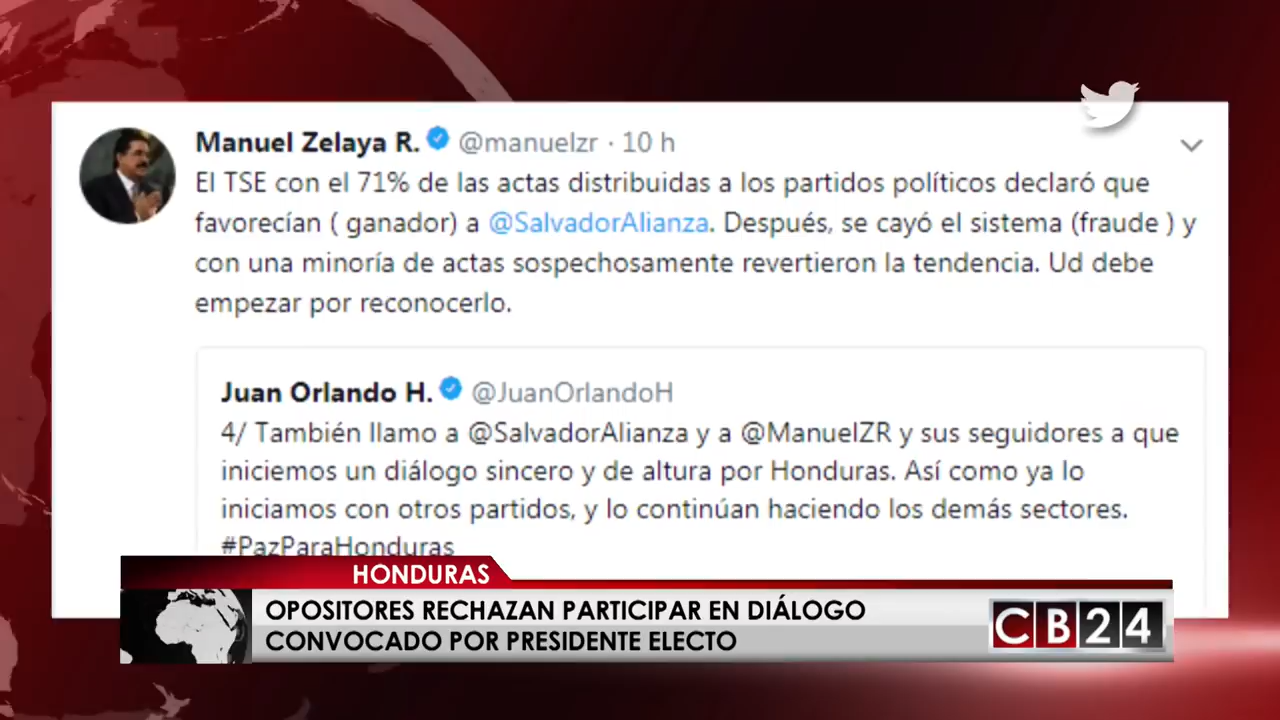 Manuel Zelaya R. @manuelzr · 10 h
El TSE con el 71% de las actas distribuidas a los partidos políticos declaró que
favorecían ( ganador) a @SalvadorAlianza. Después, se cayó el sistema (fraude ) y
con una minoría de actas sospechosamente revertieron la tendencia. Ud debe
empezar por reconocerlo.
Juan Orlando H. @JuanOrlandoH
4/ También llamo a @SalvadorAlianza y a @ManuelZR y sus seguidores a que
iniciemos un diálogo sincero y de altura por Honduras. Así como ya lo
iniciamos con otros partidos, y lo continúan haciendo los demás sectores.
#PazParaHonduras
HONDURAS
OPOSITORES RECHAZAN PARTICIPAR EN DIÁLOGO
CONVOCADO POR PRESIDENTE ELECTO
CB24